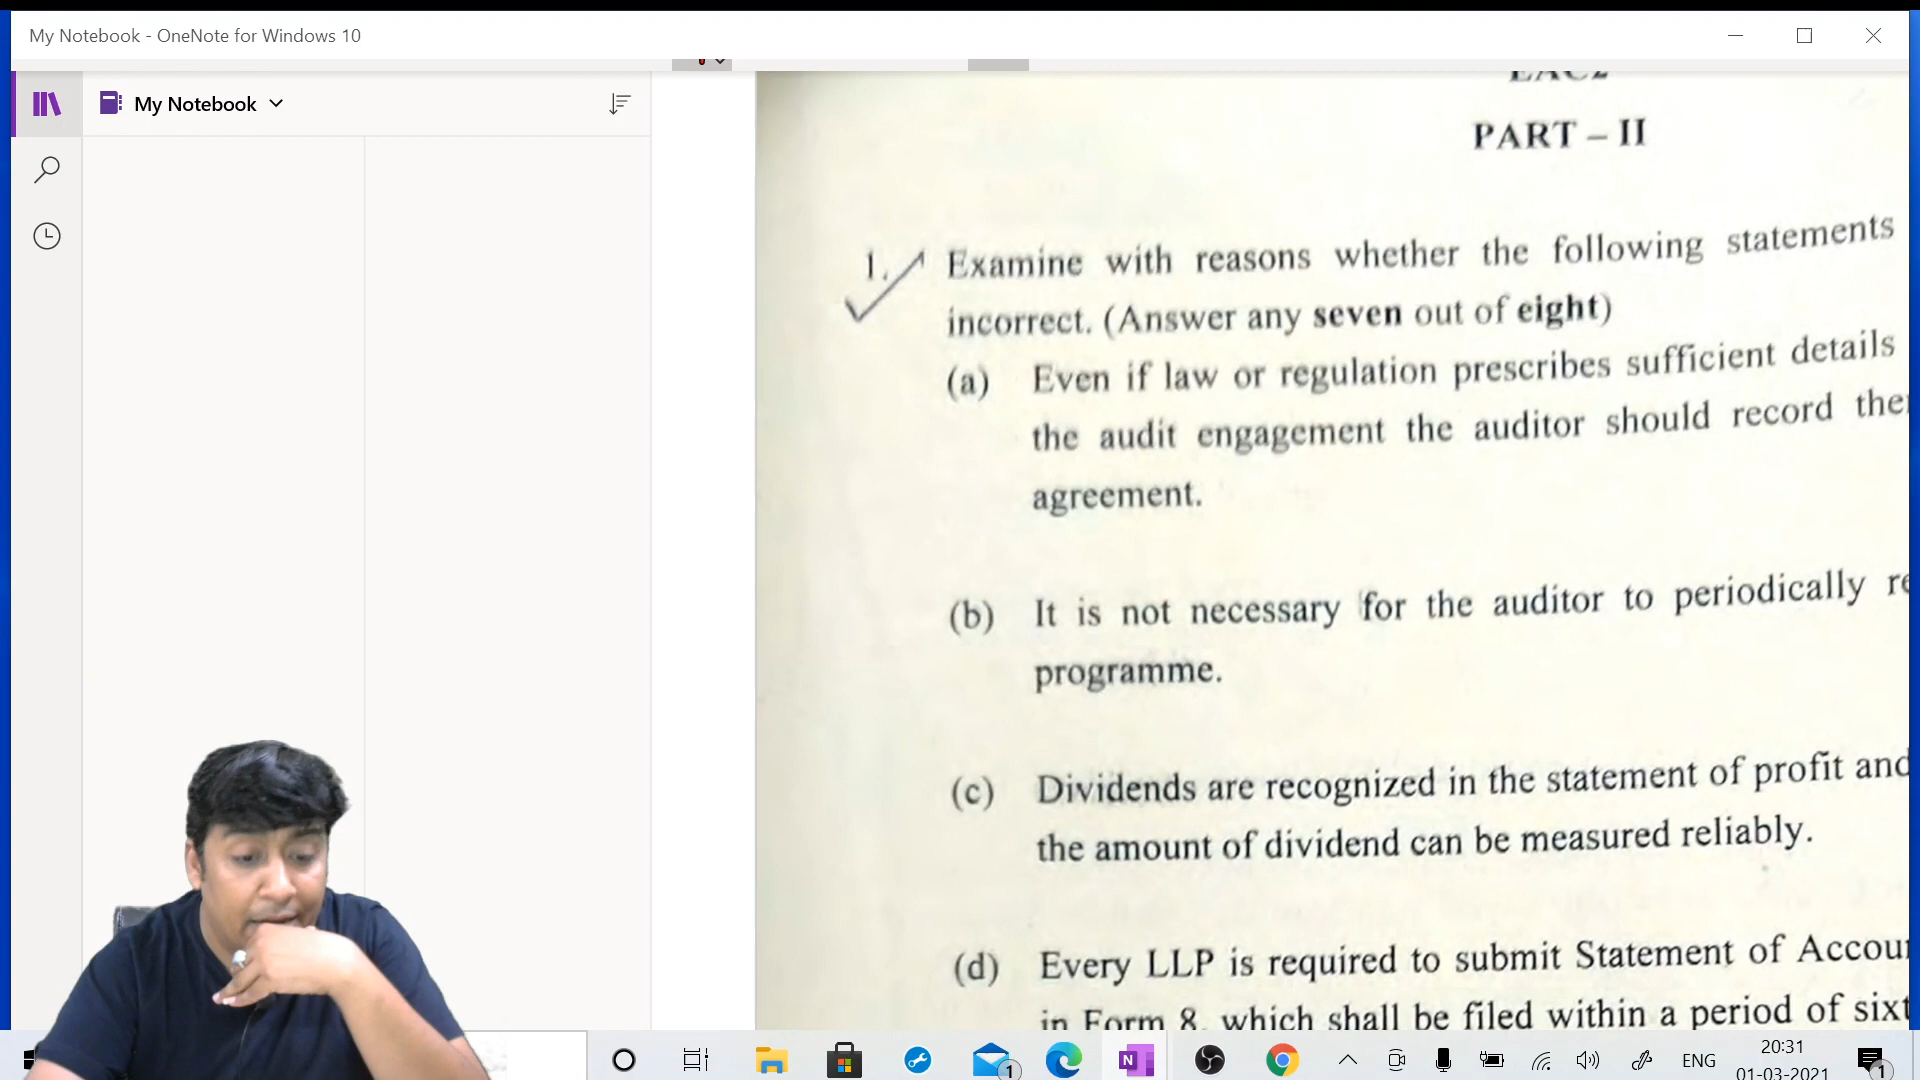 My Notebook - OneNote for Windows 10
My Notebook
PART – II
1. Examine with reasons whether the following statements
incorrect. (Answer any seven out of eight)
(a) Even if law or regulation prescribes sufficient details
the audit engagement the auditor should record
agreement.
(b) It is not necessary for the auditor to periodically
programme.
(c) Dividends are recognized in the statement of profit and
the amount of dividend can be measured reliably.
(d) Every LLP is required to submit Statement of
in Form 8, which shall be filed within a period of
1
N
ENG
20:31
01-03-2021
1